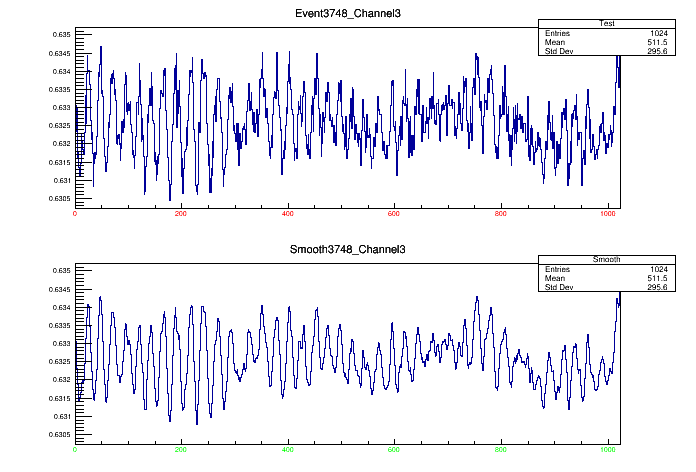 Event3748_Channel3
Test
Entries 1024
Mean 511.5
Std Dev 295.6
0.635
0.6345
0.634
0.6335
0.633
0.6325
0.632
0.6315
0.631
0.6305
0 200 400 600 800 1000
Smooth3748_Channel3
Smooth
Entries 1024
Mean 511.5
Std Dev 295.6
0.635
0.6345
0.634
0.6335
0.633
0.6325
0.632
0.6315
0.631
0.6305
0 200 400 600 800 1000